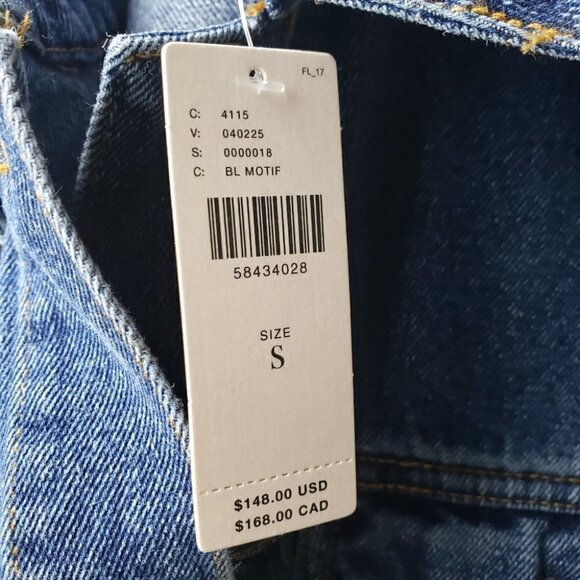 FL_17
C: 4115
V: 040225
S: 0000018
C: BL MOTIF
58434028
SIZE
S
$148.00 USD
$168.00 CAD